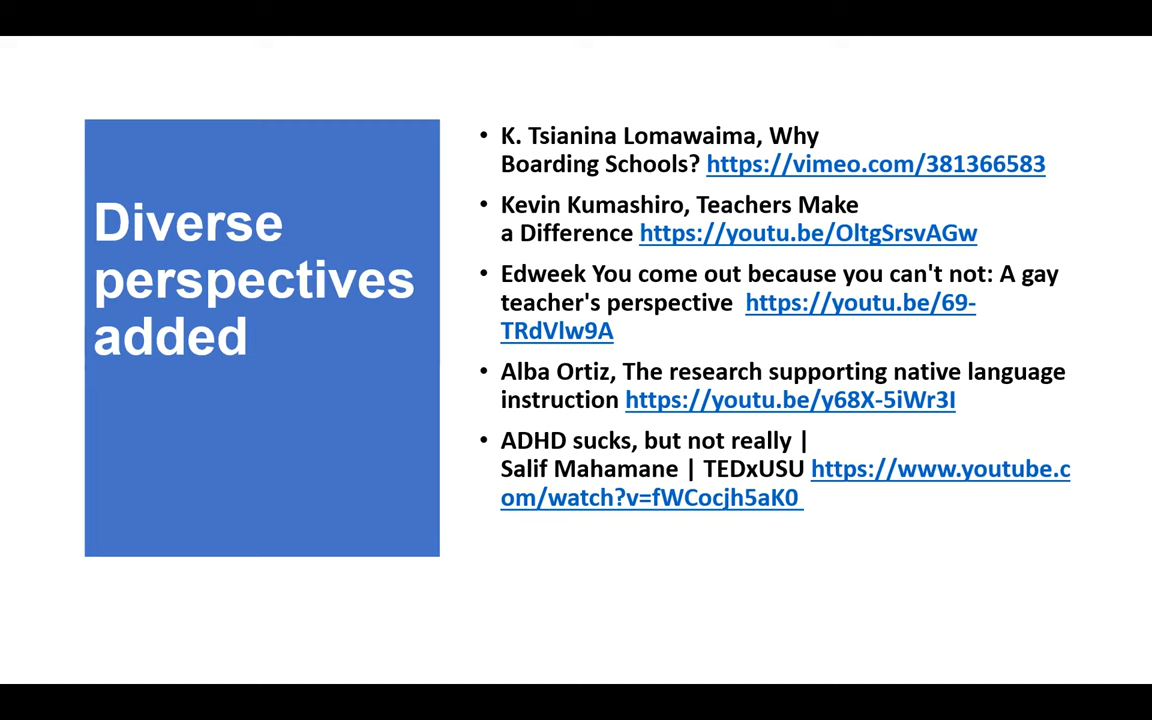 Diverse
perspectives
added
• K. Tsianina Lomawaima, Why
Boarding Schools? https://vimeo.com/381366583
• Kevin Kumashiro, Teachers Make
a Difference https://youtu.be/OltgSrsvAGw
• Edweek You come out because you can't not: A gay
teacher's perspective https://youtu.be/69-
TRdVlw9A
• Alba Ortiz, The research supporting native language
instruction https://youtu.be/y68X-5iWr3I
• ADHD sucks, but not really |
Salif Mahamane | TEDxUSU https://www.youtube.c
om/watch?v=fWCocjh5aK0